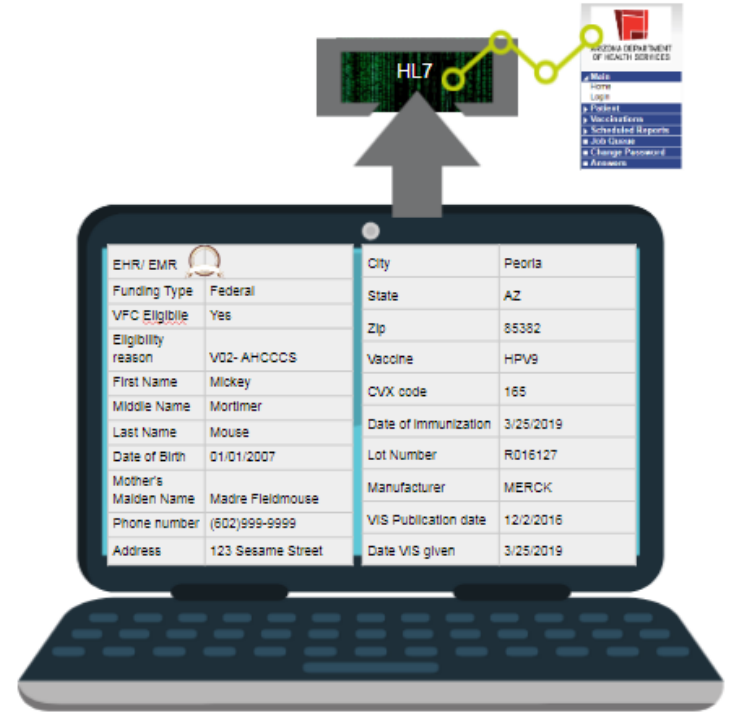 HL7
ARIZONA DEPARTMENT
OF HEALTH SERVICES
Main
Home
Login
Patient
Vaccinations
Scheduled Reports
Job Queue
Change Password
Answers
EHR/ EMR
Funding Type Federal
VFC Eligibile Yes
Eligibility
reason V02- AHCCCS
First Name Mickey
Middle Name Mortimer
Last Name Mouse
Date of Birth 01/01/2007
Mother's
Maiden Name Madre Fieldmouse
Phone number (602)999-9999
Address 123 Sesame Street
City Peoria
State AZ
Zip 85382
Vaccine HPV9
CVX code 165
Date of immunization 3/25/2019
Lot Number R016127
Manufacturer MERCK
VIS Publication date 12/2/2016
Date VIS given 3/25/2019